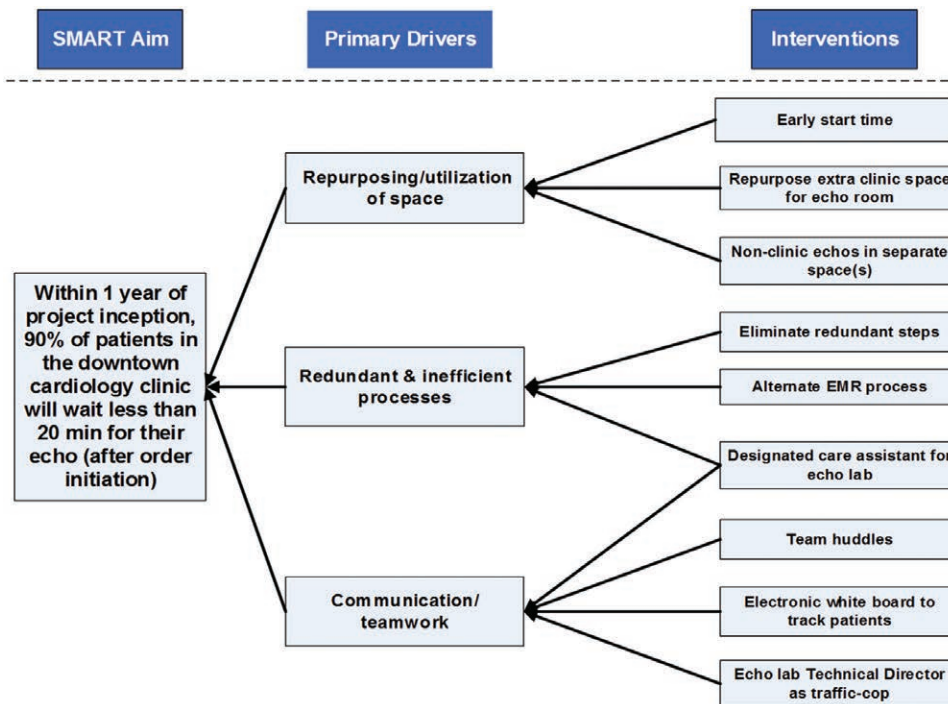 SMART Aim
Primary Drivers
Interventions
Within 1 year of
project inception,
90% of patients in
the downtown
cardiology clinic
will wait less than
20 min for their
echo (after order
initiation)
Repurposing/utilization
of space
Redundant & inefficient
processes
Communication/
teamwork
Early start time
Repurpose extra clinic space
for echo room
Non-clinic echos in separate
space(s)
Eliminate redundant steps
Alternate EMR process
Designated care assistant for
echo lab
Team huddles
Electronic white board to
track patients
Echo lab Technical Director
as traffic-cop